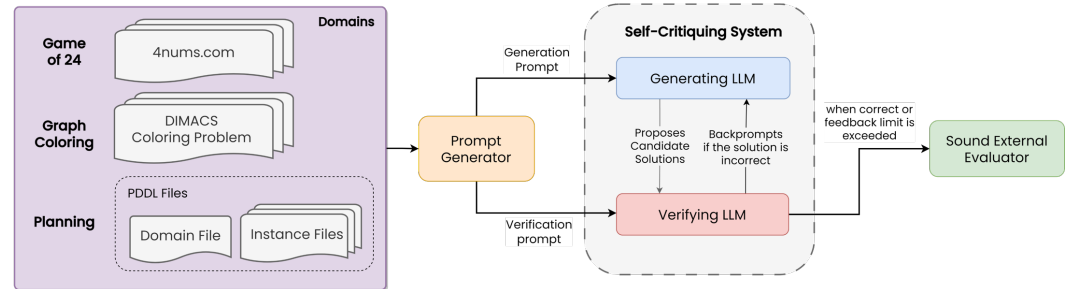 Domains
Game
of 24
4nums.com
Graph
Coloring
DIMACS
Coloring Problem
Planning
PDDL Files
Domain File
Instance Files
Prompt
Generator
Generation
Prompt
Verification
prompt
Self-Critiquing System
Generating LLM
Proposes
Candidate
Solutions
Backprompts
if the solution is
incorrect
Verifying LLM
when correct or
feedback limit is
exceeded
Sound External
Evaluator